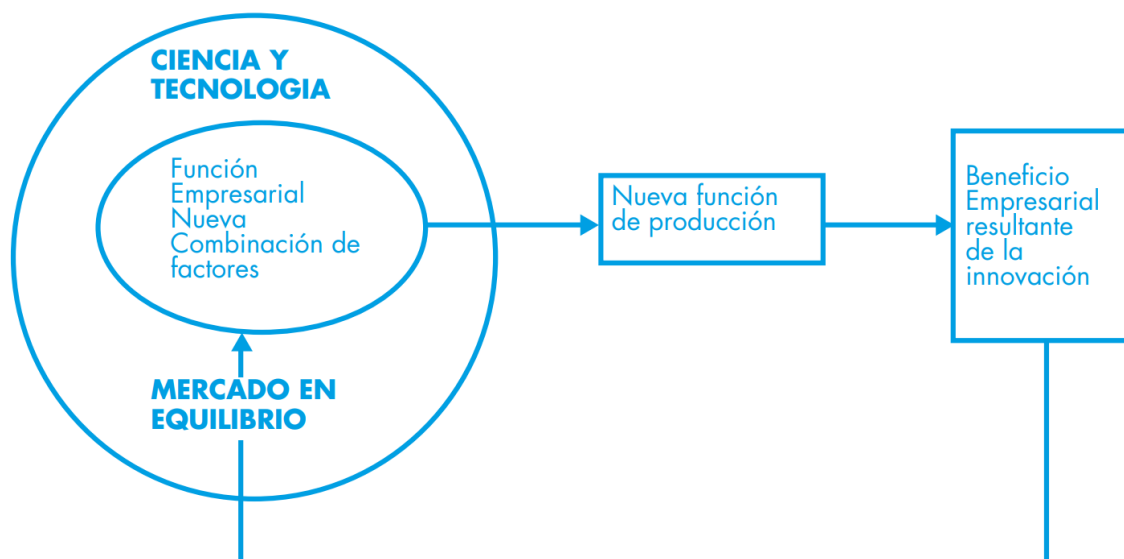 CIENCIA Y
TECNOLOGIA
Función
Empresarial
Nueva
Combinación de
factores
MERCADO EN
EQUILIBRIO
Nueva función
de producción
Beneficio
Empresarial
resultante
de la
innovación